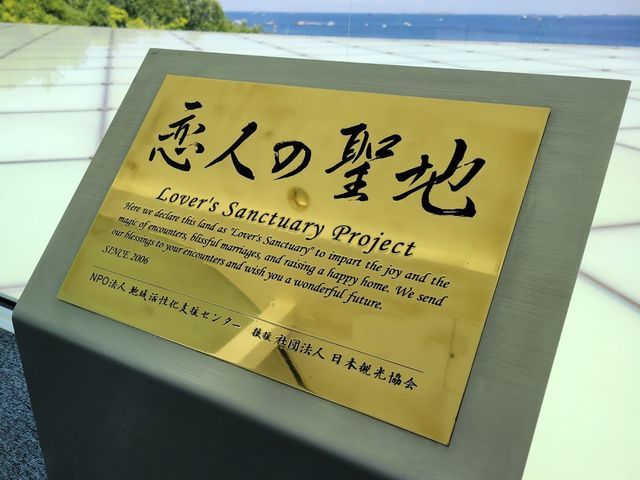 恋人の聖地
Lover's Sanctuary Project
Here we declare this land as "Lover's Sanctuary" to impart the joy and the
magic of encounters, blissful marriages, and raising a happy home. We send
our blessings to your encounters and wish you a wonderful future.
SINCE 2006
NPO法人 地域活性化支援センター 後援 社団法人 日本観光協会